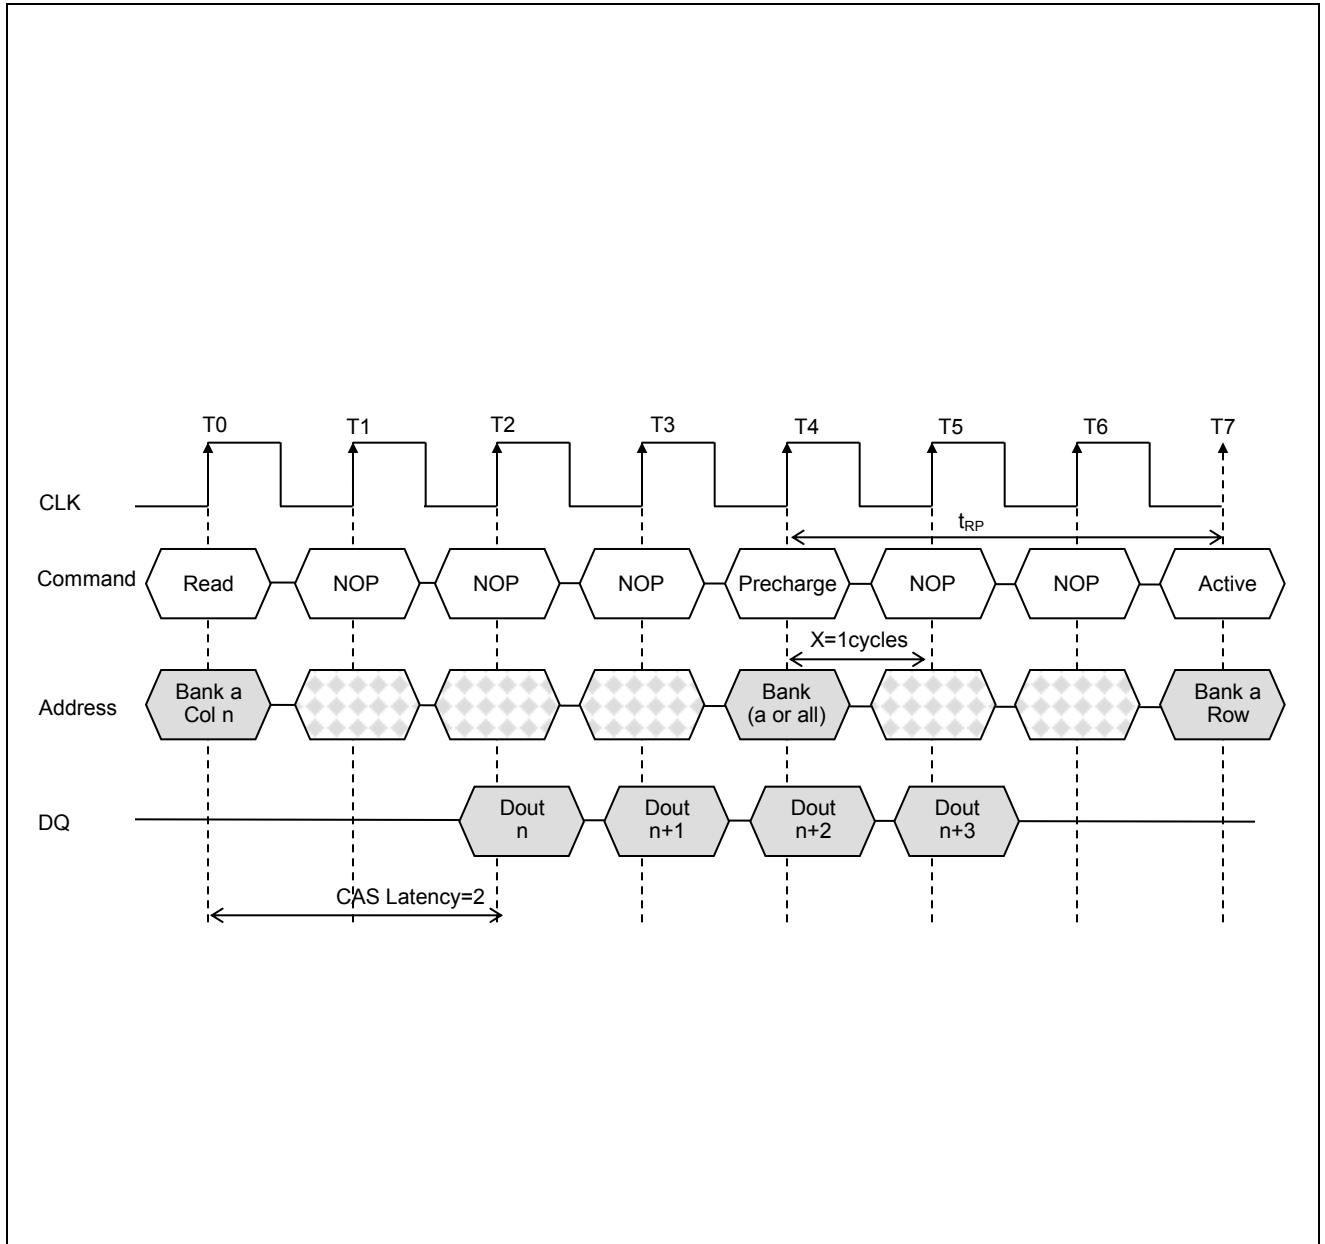 T0 T1 T2 T3 T4 T5 T6 T7
CLK
tRP
Command Read NOP NOP NOP Precharge NOP NOP Active
X=1cycles
Address Bank a Col n Bank (a or all) Bank a Row
DQ Dout n Dout n+1 Dout n+2 Dout n+3
CAS Latency=2